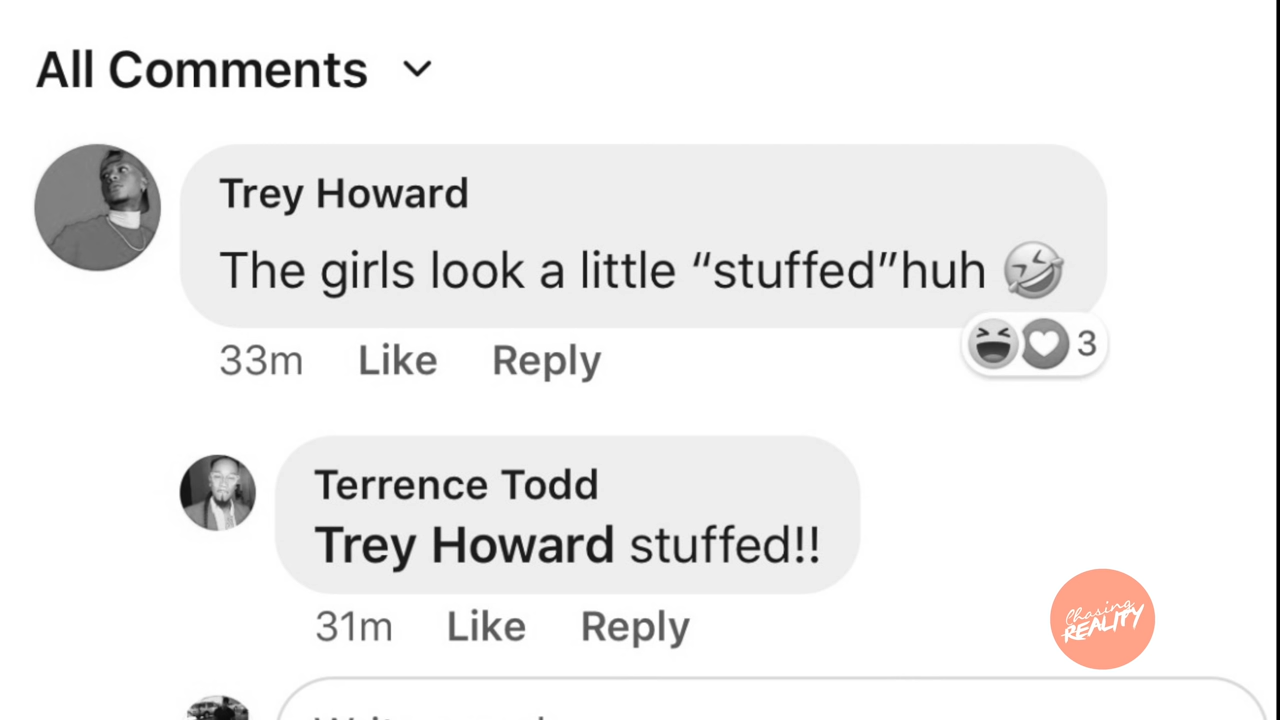 All Comments
Trey Howard
The girls look a little “stuffed”huh 🤣
33m Like Reply
3
Terrence Todd
Trey Howard stuffed!!
31m Like Reply
Chasing
REALITY